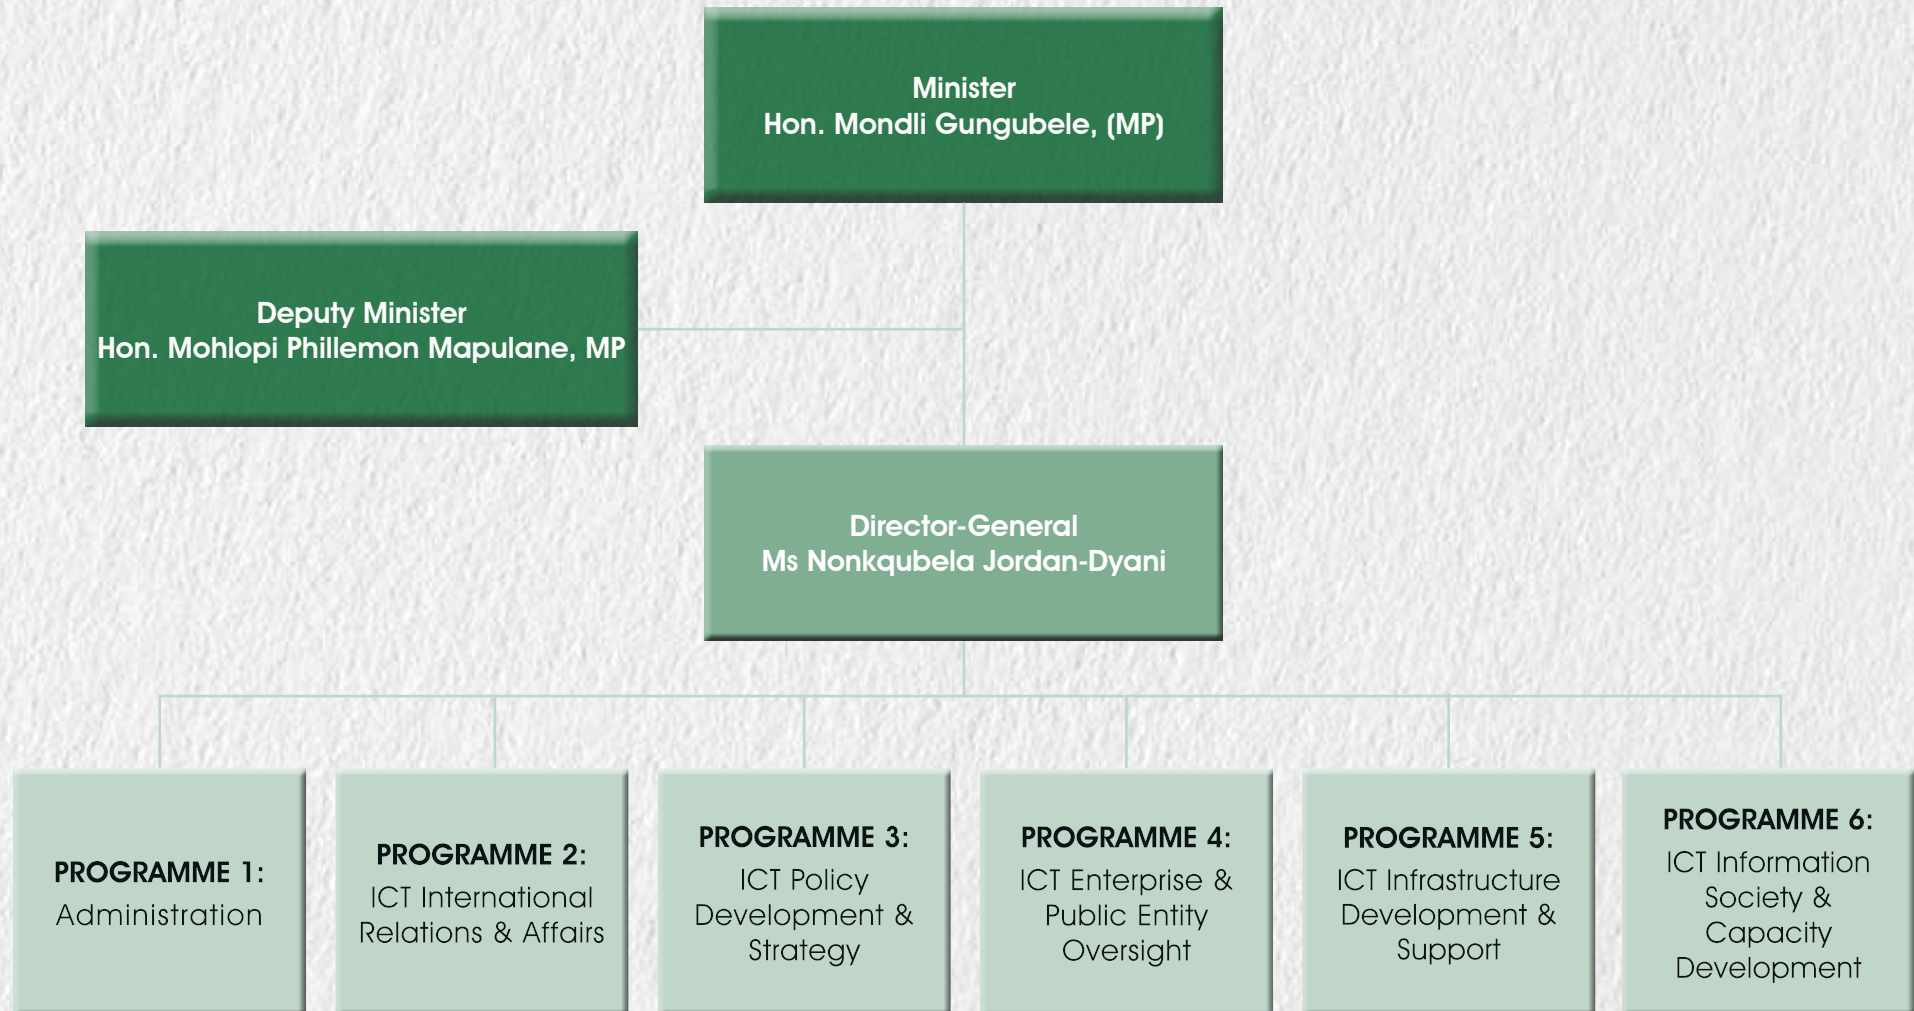 Minister
Hon. Mondli Gungubele, (MP)
Deputy Minister
Hon. Mohlopi Phillemon Mapulane, MP
Director-General
Ms Nonkqubela Jordan-Dyani
PROGRAMME 1:
Administration
PROGRAMME 2:
ICT International
Relations & Affairs
PROGRAMME 3:
ICT Policy
Development &
Strategy
PROGRAMME 4:
ICT Enterprise &
Public Entity
Oversight
PROGRAMME 5:
ICT Infrastructure
Development &
Support
PROGRAMME 6:
ICT Information
Society &
Capacity
Development